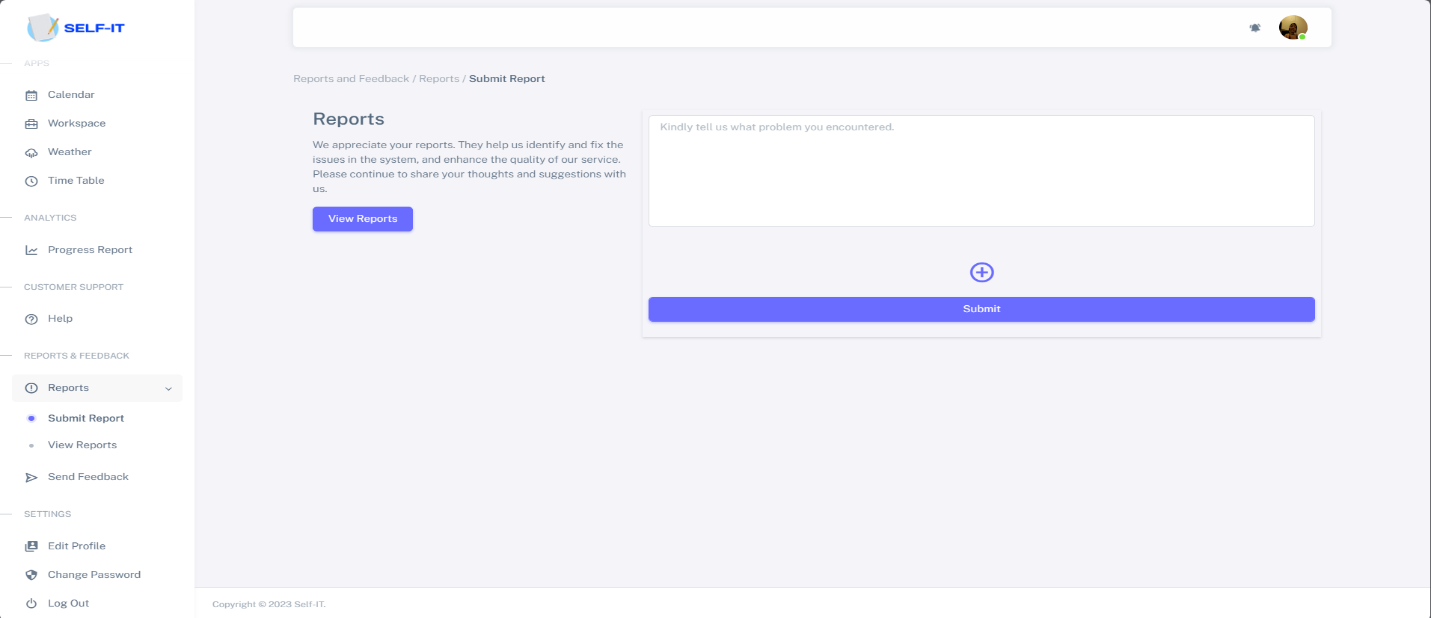 SELF-IT
APPS
Calendar
Workspace
Weather
Time Table
ANALYTICS
Progress Report
CUSTOMER SUPPORT
Help
REPORTS & FEEDBACK
Reports
Submit Report
View Reports
Send Feedback
SETTINGS
Edit Profile
Change Password
Log Out
Reports and Feedback / Reports / Submit Report
Reports
We appreciate your reports. They help us identify and fix the
issues in the system, and enhance the quality of our service.
Please continue to share your thoughts and suggestions with
us.
View Reports
Kindly tell us what problem you encountered.
Submit
Copyright © 2023 Self-IT.